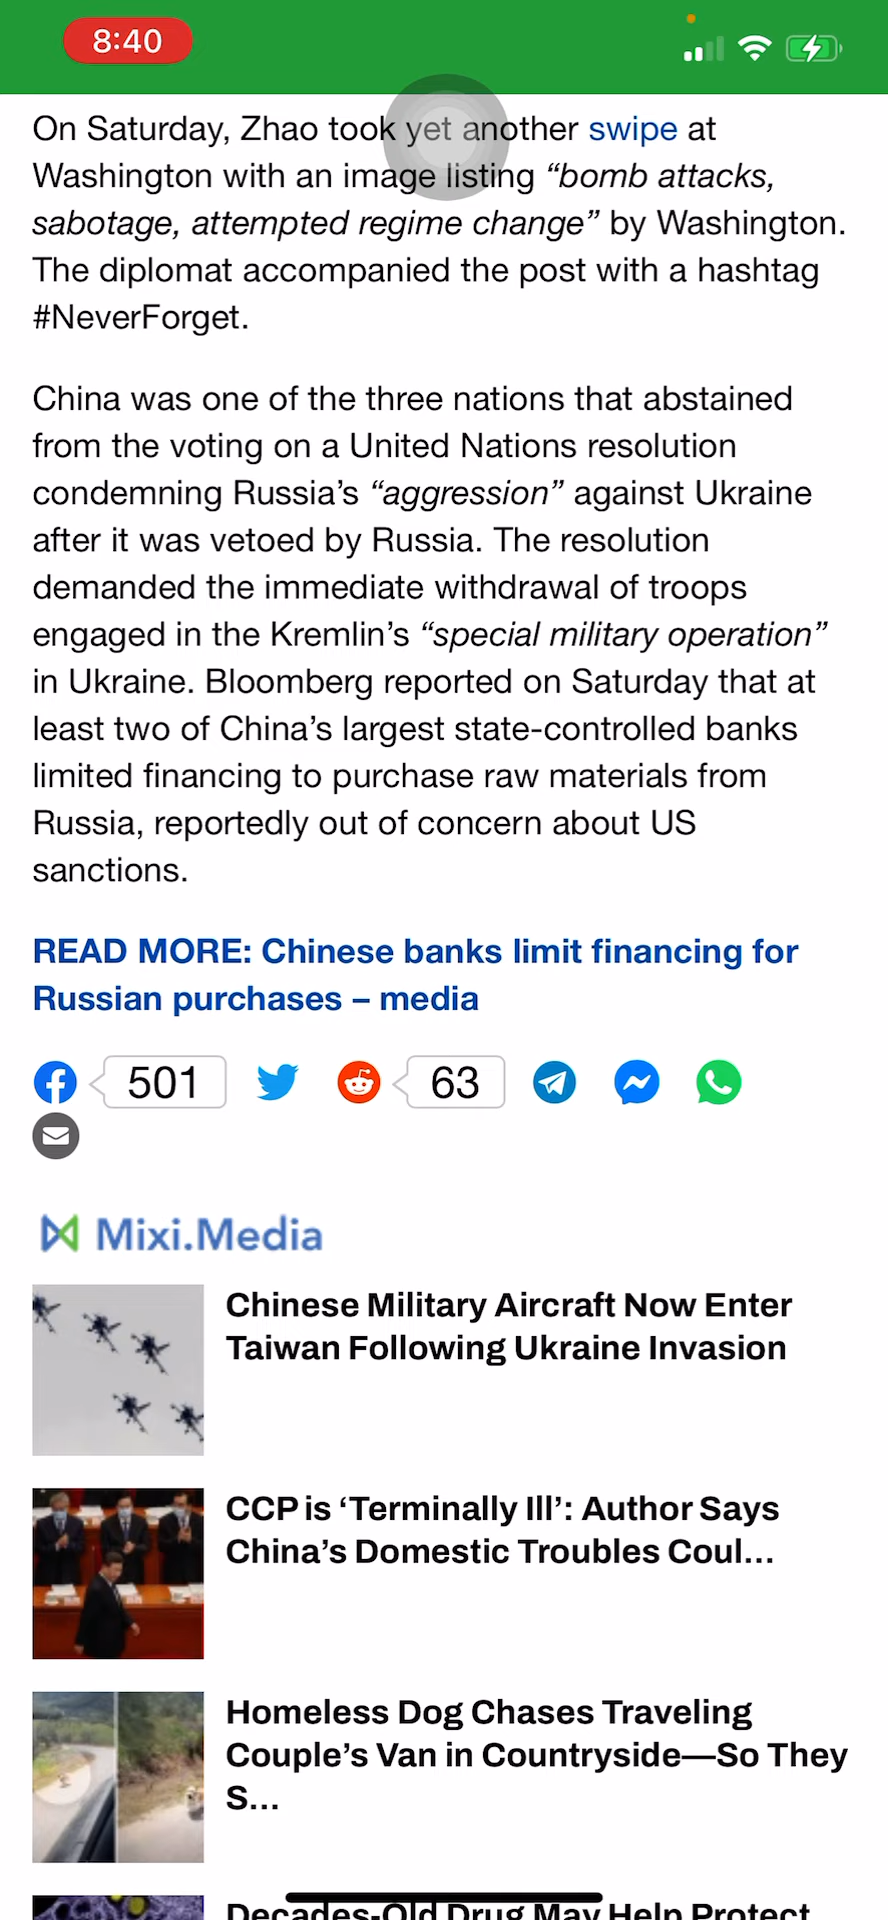 8:40
On Saturday, Zhao took yet another swipe at
Washington with an image listing “bomb attacks,
sabotage, attempted regime change” by Washington.
The diplomat accompanied the post with a hashtag
#NeverForget.
China was one of the three nations that abstained
from the voting on a United Nations resolution
condemning Russia’s “aggression” against Ukraine
after it was vetoed by Russia. The resolution
demanded the immediate withdrawal of troops
engaged in the Kremlin’s “special military operation”
in Ukraine. Bloomberg reported on Saturday that at
least two of China’s largest state-controlled banks
limited financing to purchase raw materials from
Russia, reportedly out of concern about US
sanctions.
READ MORE: Chinese banks limit financing for
Russian purchases – media
501 63
Mixi.Media
Chinese Military Aircraft Now Enter
Taiwan Following Ukraine Invasion
CCP is ‘Terminally Ill’: Author Says
China’s Domestic Troubles Coul...
Homeless Dog Chases Traveling
Couple’s Van in Countryside—So They
S...
Decades-Old Drug May Help Protect